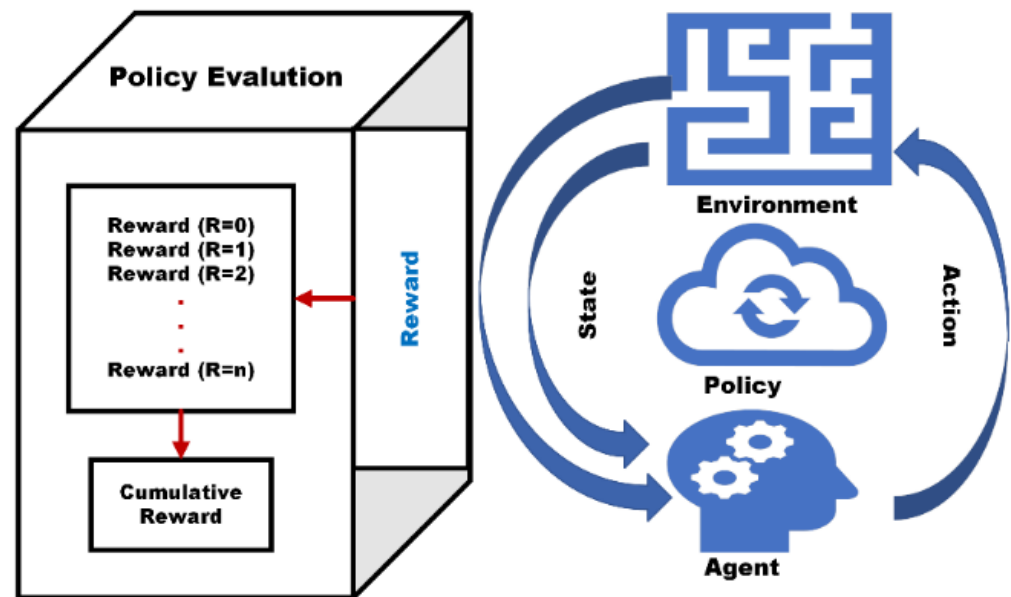 Policy Evalution
Reward (R=0)
Reward (R=1)
Reward (R=2)
Reward (R=n)
Cumulative
Reward
Reward
State
Environment
Policy
Agent
Action